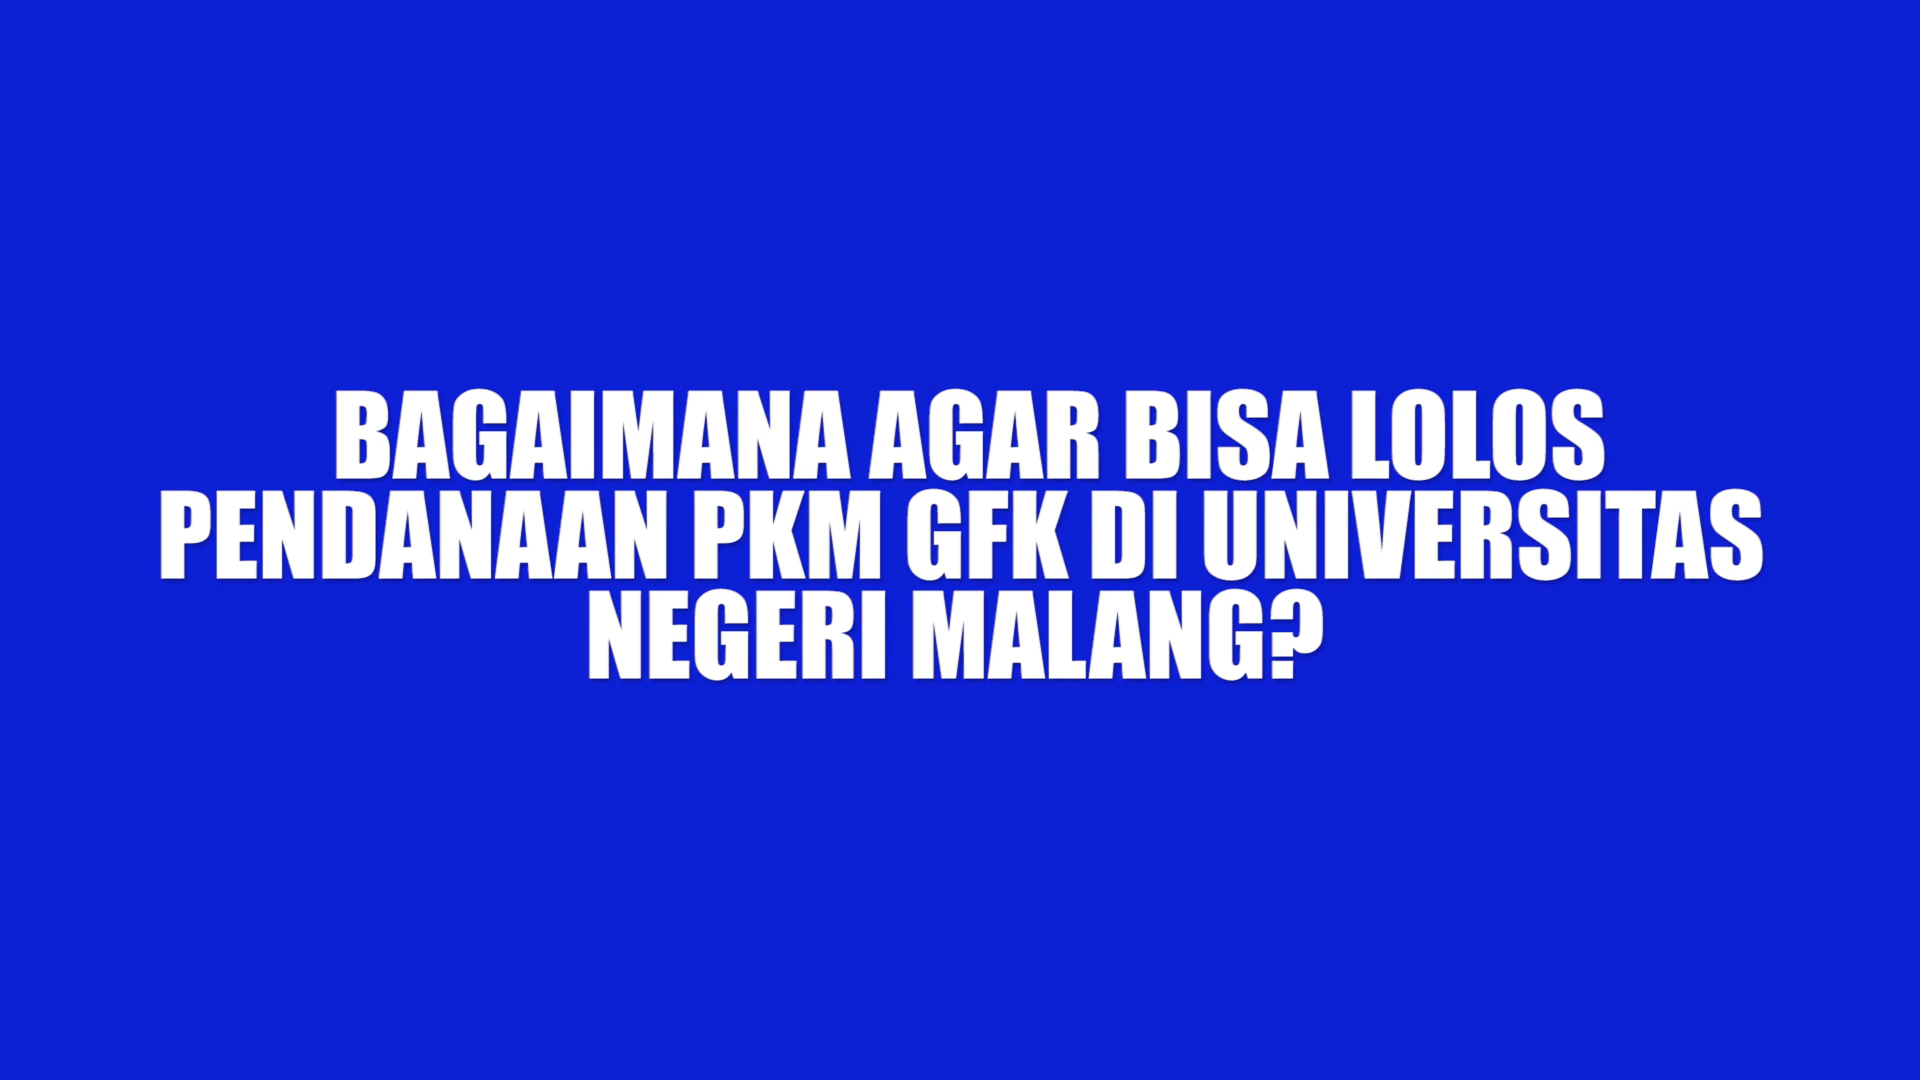 BAGAIMANA AGAR BISA LOLOS
PENDANAAN PKM GFK DI UNIVERSITAS
NEGERI MALANG?